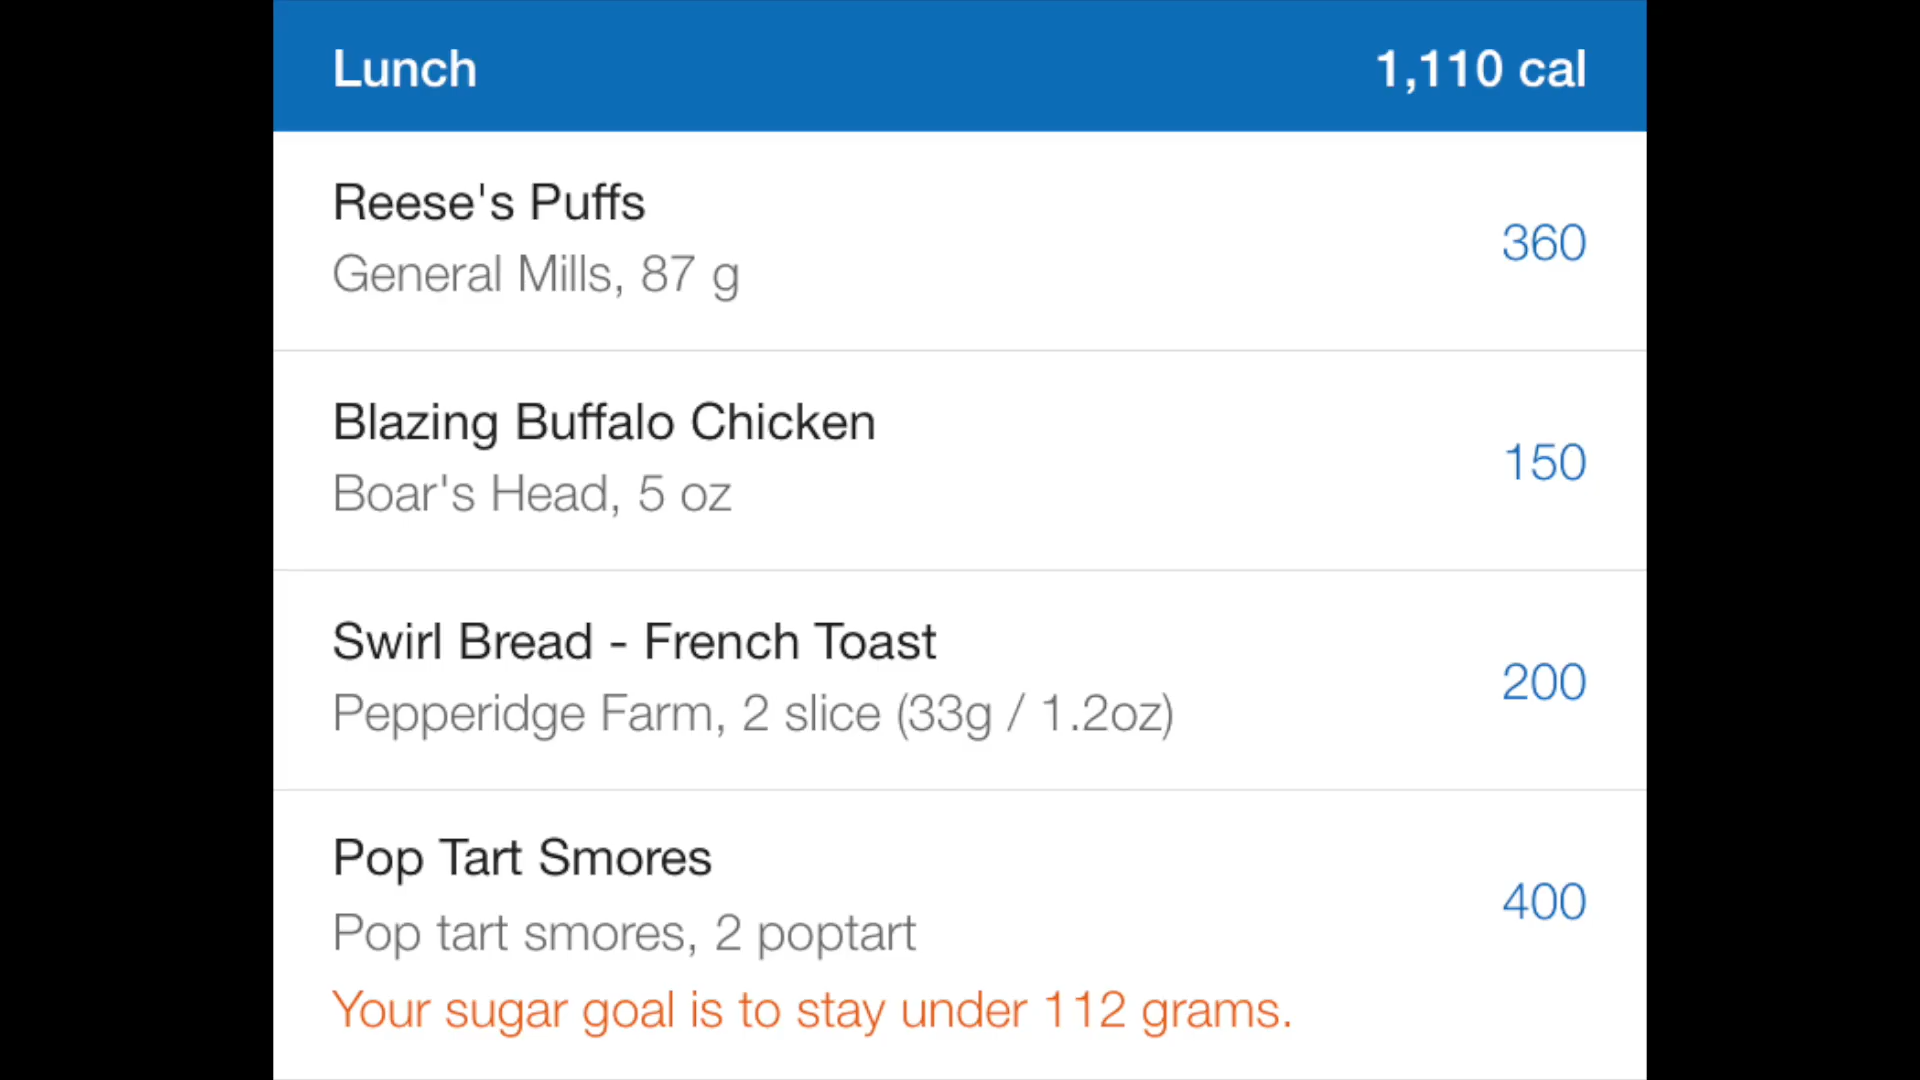 Lunch 1,110 cal
Reese's Puffs
General Mills, 87 g
360
Blazing Buffalo Chicken
Boar's Head, 5 oz
150
Swirl Bread - French Toast
Pepperidge Farm, 2 slice (33g / 1.2oz)
200
Pop Tart Smores
Pop tart smores, 2 poptart
400
Your sugar goal is to stay under 112 grams.